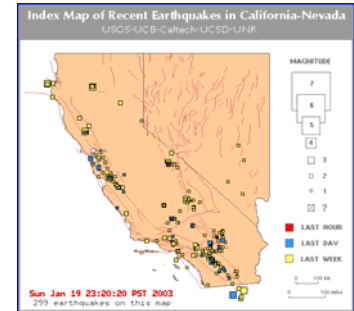 Index Map of Recent Earthquakes in California-Nevada
USGS-UCB-Caltech-UCSD-UNR
MAGNITUDE
7
6
5
4
3
2
1
?
LAST HOUR
LAST DAY
LAST WEEK
0 100 km
0 100 miles
Sun Jan 19 23:20:20 PST 2003
299 earthquakes on this map